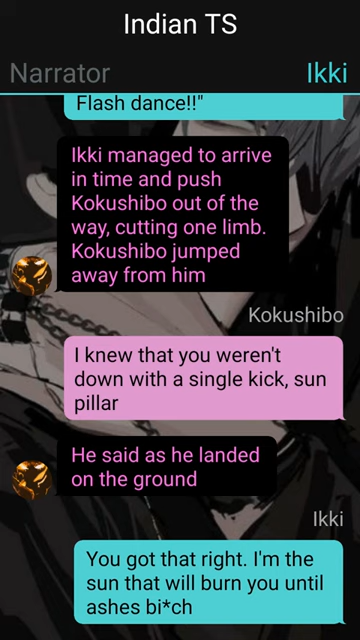 Indian TS
Narrator
Ikki
Flash dance!!"
Ikki managed to arrive
in time and push
Kokushibo out of the
way, cutting one limb.
Kokushibo jumped
away from him
Kokushibo
I knew that you weren't
down with a single kick, sun
pillar
He said as he landed
on the ground
Ikki
You got that right. I'm the
sun that will burn you until
ashes bi*ch